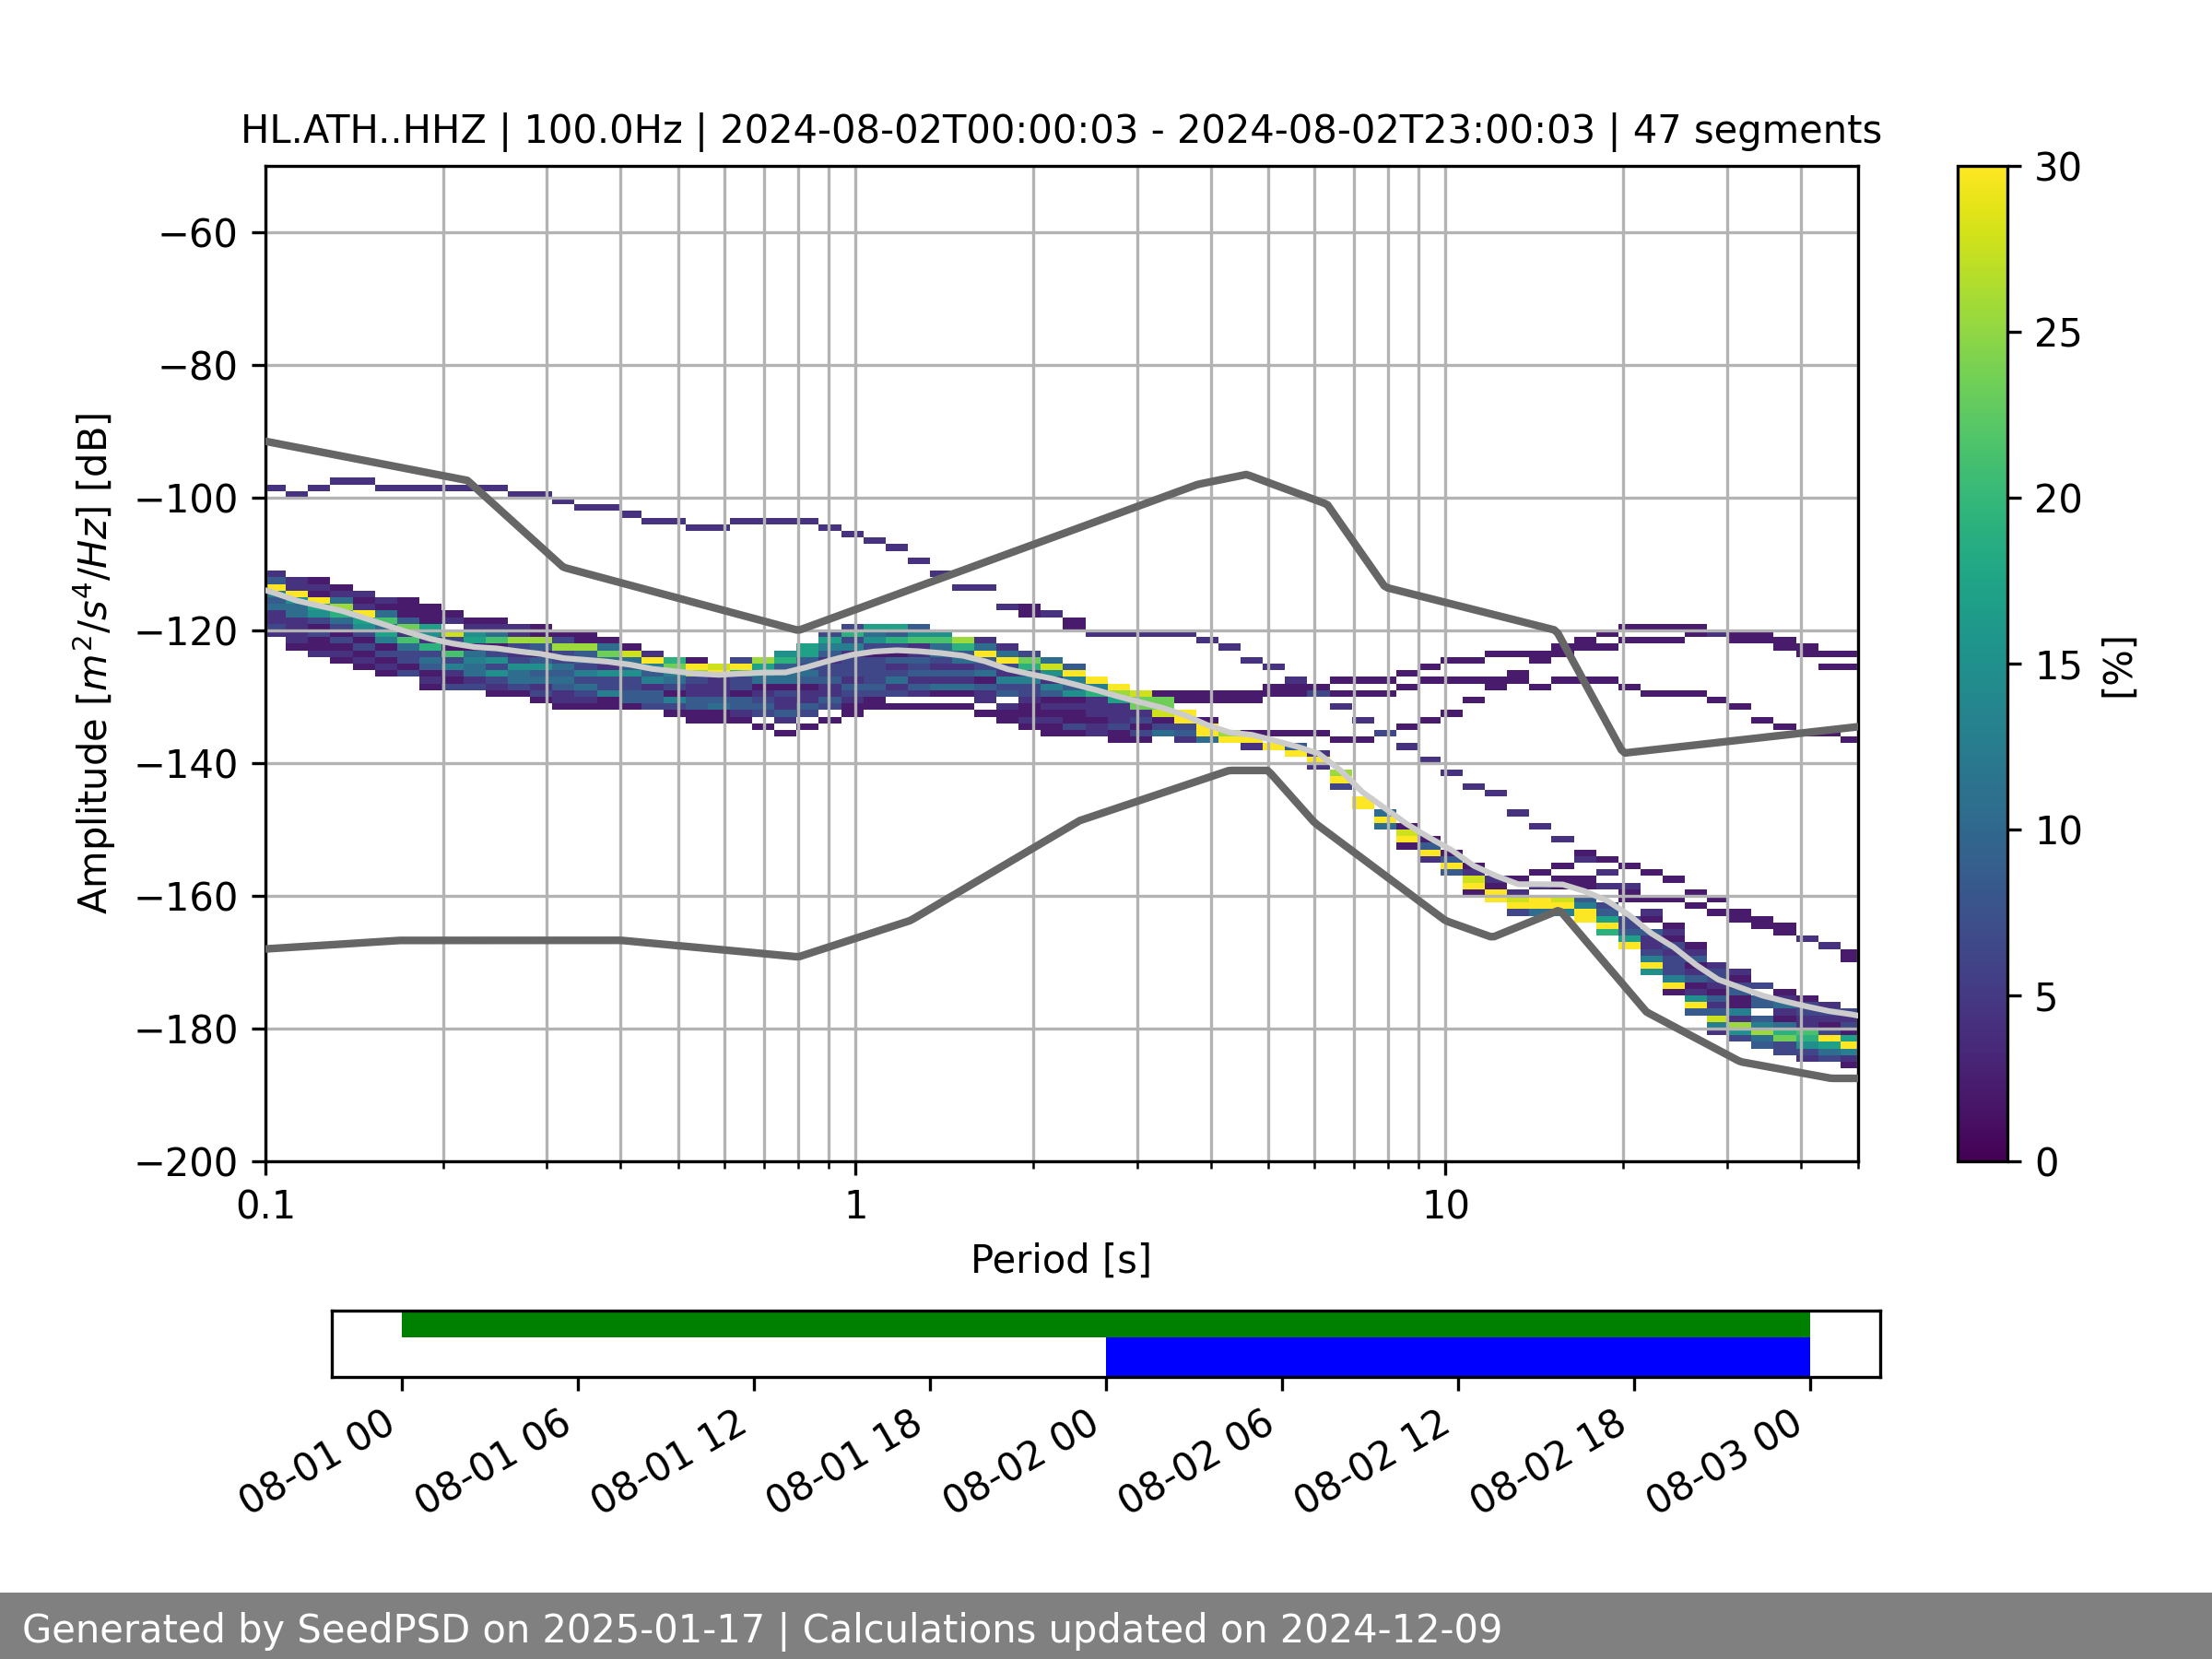 HL.ATH..HHZ | 100.0Hz | 2024-08-02T00:00:03 - 2024-08-02T23:00:03 | 47 segments
Amplitude [m²/s⁴/Hz] [dB]
−60
−80
−100
−120
−140
−160
−180
−200
0.1 1 10
Period [s]
30
25
20
15
10
5
0
[%]
08-01 00 08-01 06 08-01 12 08-01 18 08-02 00 08-02 06 08-02 12 08-02 18 08-03 00
Generated by SeedPSD on 2025-01-17 | Calculations updated on 2024-12-09